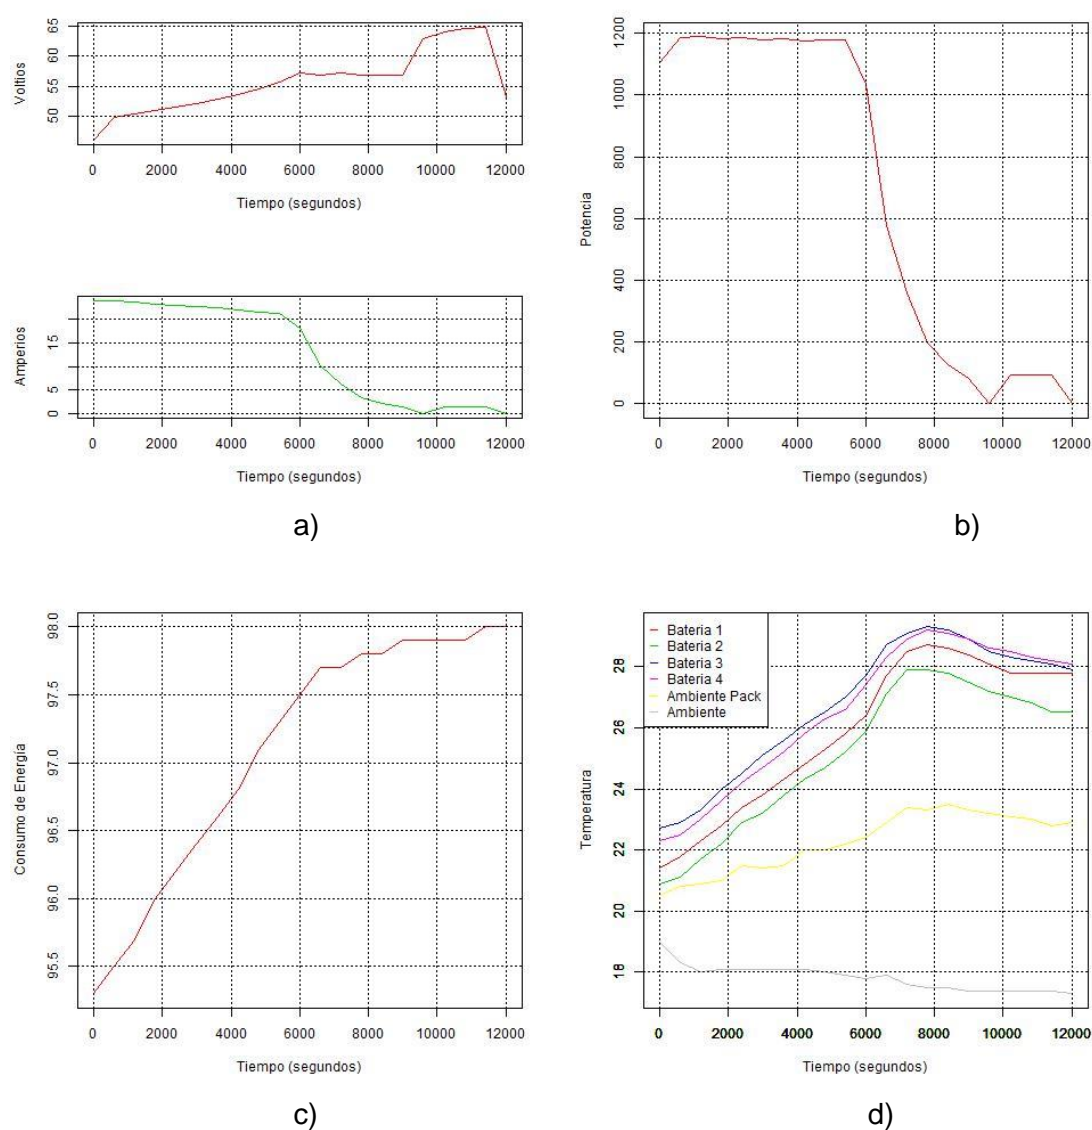 Voltios
50 55 60 65
0 2000 4000 6000 8000 10000 12000
Tiempo (segundos)
Amperios
0 5 15
0 2000 4000 6000 8000 10000 12000
Tiempo (segundos)
a)
Potencia
0 200 400 600 800 1000 1200
0 2000 4000 6000 8000 10000 12000
Tiempo (segundos)
b)
Consumo de Energía
95.5 96.0 96.5 97.0 97.5 98.0
0 2000 4000 6000 8000 10000 12000
Tiempo (segundos)
c)
Bateria 1
Bateria 2
Bateria 3
Bateria 4
Ambiente Pack
Ambiente
Temperatura
18 20 22 24 26 28
0 2000 4000 6000 8000 10000 12000
Tiempo (segundos)
d)